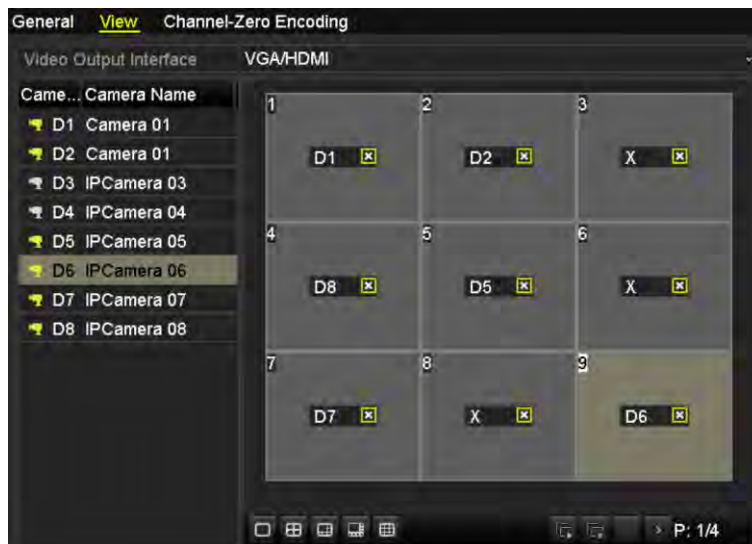 General View Channel-Zero Encoding
Video Output Interface VGA/HDMI
Came... Camera Name
D1 Camera 01
D2 Camera 01
D3 IPCamera 03
D4 IPCamera 04
D5 IPCamera 05
D6 IPCamera 06
D7 IPCamera 07
D8 IPCamera 08
1 2 3
D1 D2 X
4 5 6
D8 D5 X
7 8 9
D7 X D6
P: 1/4